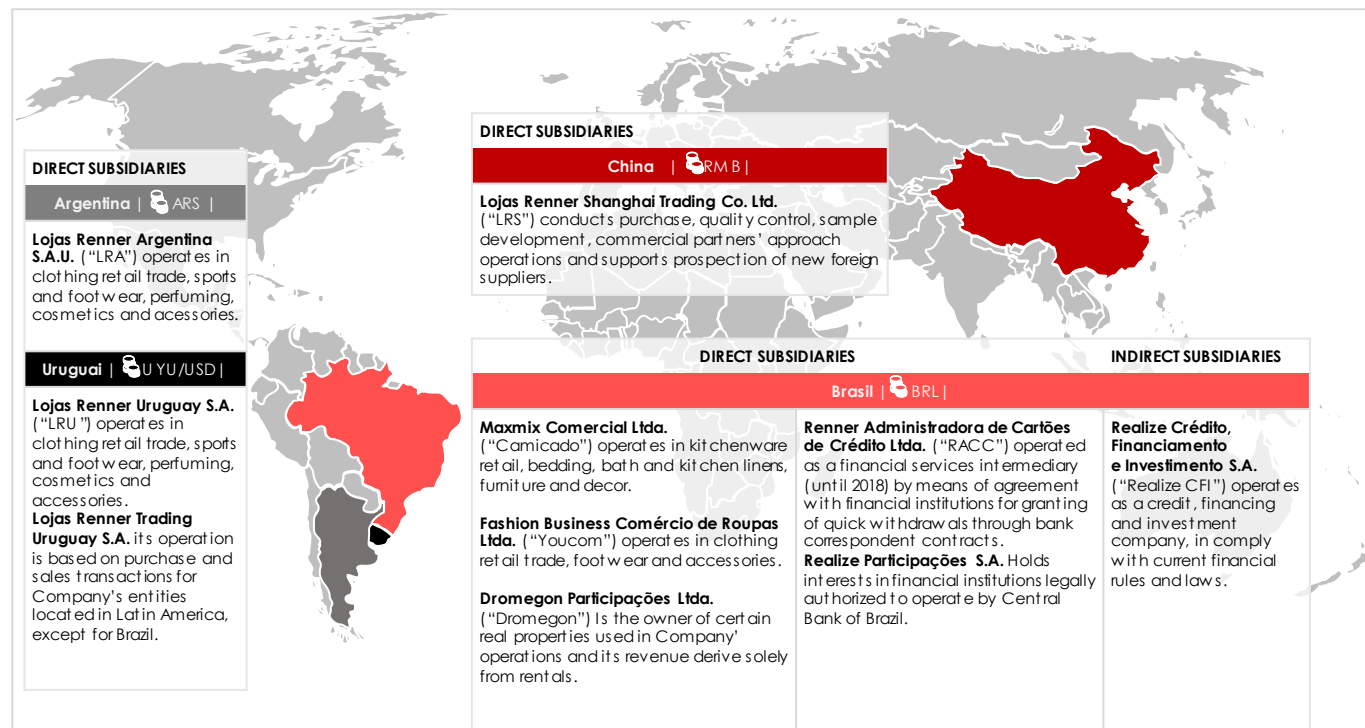 DIRECT SUBSIDIARIES
Argentina | ARS |
Lojas Renner Argentina
S.A.U. (“LRA”) operates in
clothing retail trade, sports
and footwear, perfuming,
cosmetics and acessories.
Uruguai | UYU/USD|
Lojas Renner Uruguay S.A.
(“LRU”) operates in
clothing retail trade, sports
and footwear, perfuming,
cosmetics and
accessories.
Lojas Renner Trading
Uruguay S.A. its operation
is based on purchase and
sales transactions for
Company’s entities
located in Latin America,
except for Brazil.
DIRECT SUBSIDIARIES
China | RMB|
Lojas Renner Shanghai Trading Co. Ltd.
(“LRS”) conducts purchase, quality control, sample
development, commercial partners’ approach
operations and supports prospection of new foreign
suppliers.
DIRECT SUBSIDIARIES
INDIRECT SUBSIDIARIES
Brasil | BRL|
Maxmix Comercial Ltda.
(“Camicado”) operates in kitchenware
retail, bedding, bath and kitchen linens,
furniture and decor.
Fashion Business Comércio de Roupas
Ltda. (“Youcom”) operates in clothing
retail trade, footwear and accessories.
Dromegon Participações Ltda.
(“Dromegon”) Is the owner of certain
real properties used in Company’
operations and its revenue derive solely
from rentals.
Renner Administradora de Cartões
de Crédito Ltda. (“RACC”) operated
as a financial services intermediary
(until 2018) by means of agreement
with financial institutions for granting
of quick withdrawals through bank
correspondent contracts.
Realize Participações S.A. Holds
interests in financial institutions legally
authorized to operate by Central
Bank of Brazil.
Realize Crédito,
Financiamento
e Investimento S.A.
(“Realize CFI”) operates
as a credit, financing
and investment
company, in comply
with current financial
rules and laws.